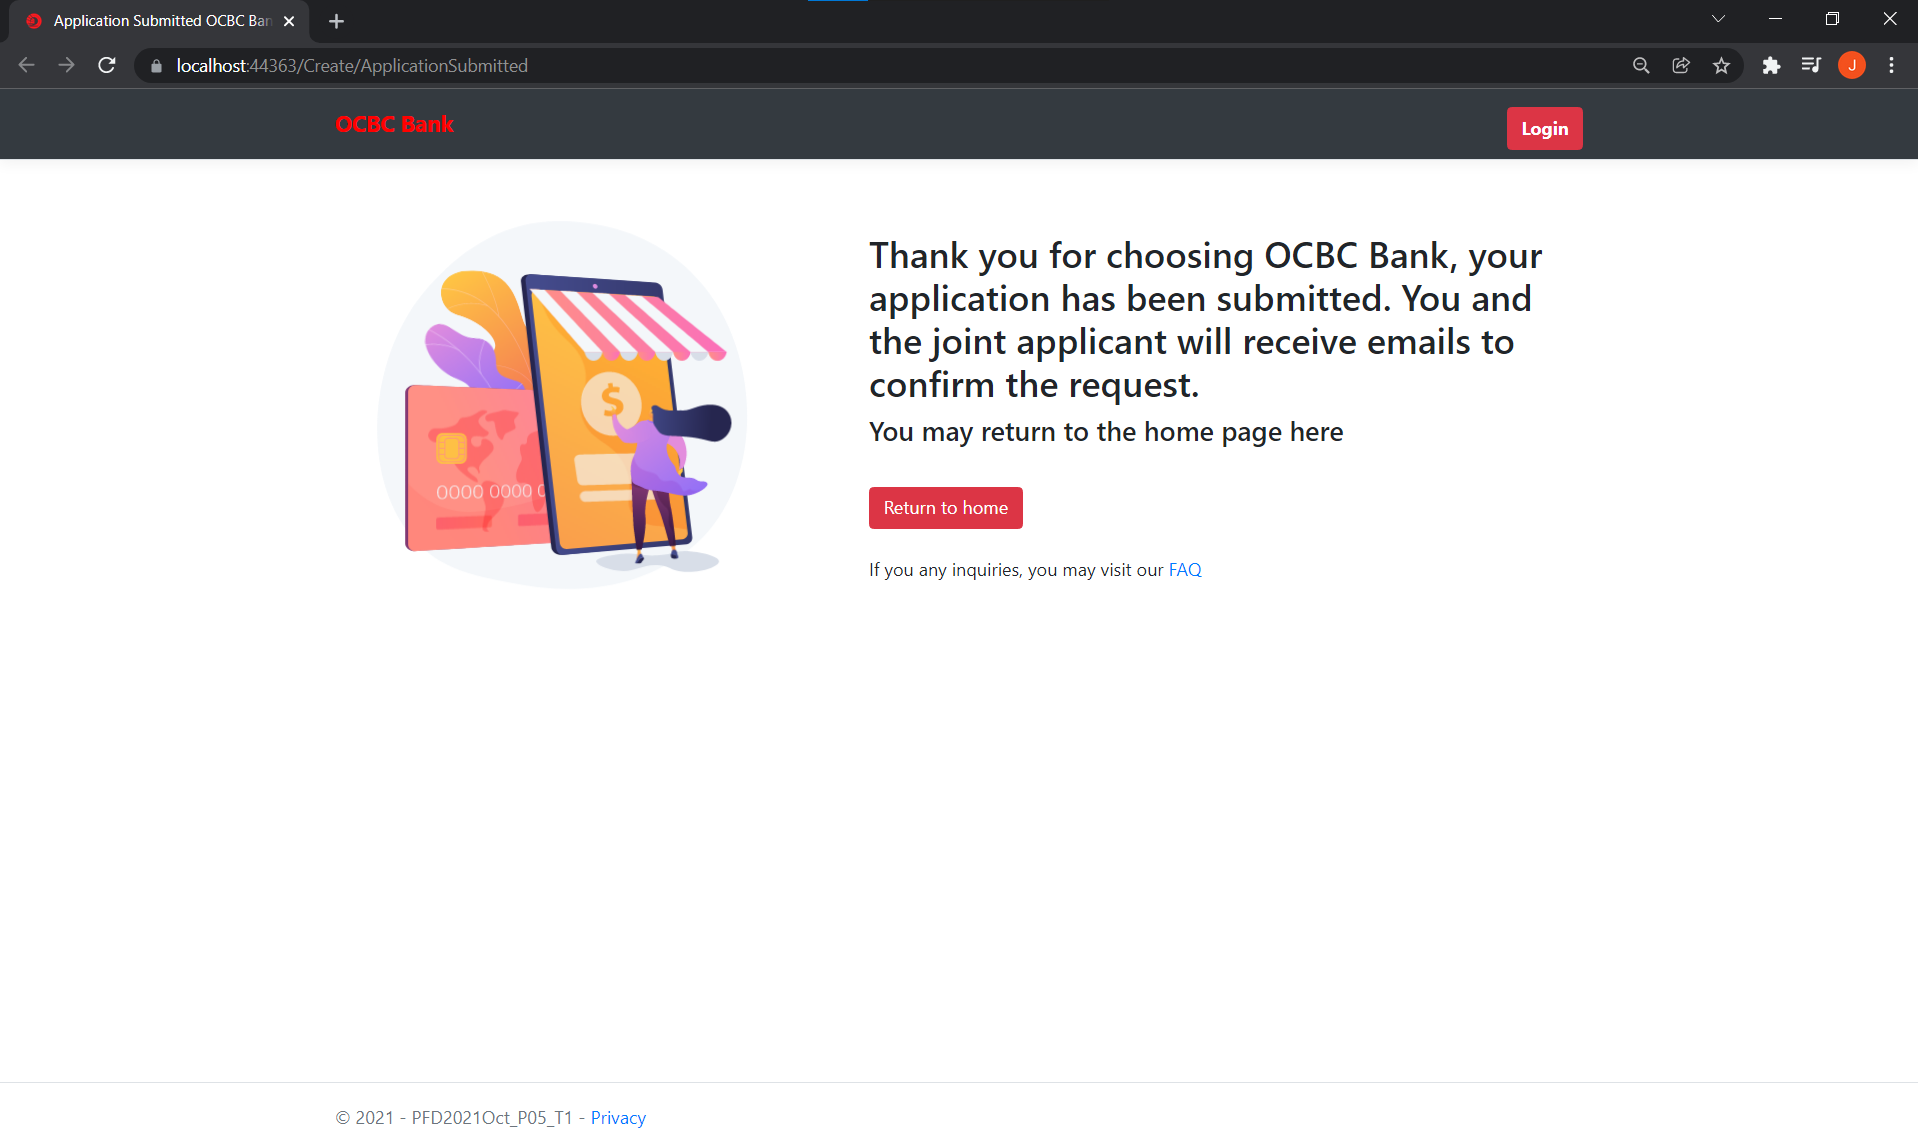 Application Submitted OCBC Ban
localhost:44363/Create/ApplicationSubmitted
J
OCBC Bank
Login
Thank you for choosing OCBC Bank, your
application has been submitted. You and
the joint applicant will receive emails to
confirm the request.
You may return to the home page here
$
0000 0000 0
Return to home
If you any inquiries, you may visit our FAQ
© 2021 - PFD2021Oct_P05_T1 - Privacy